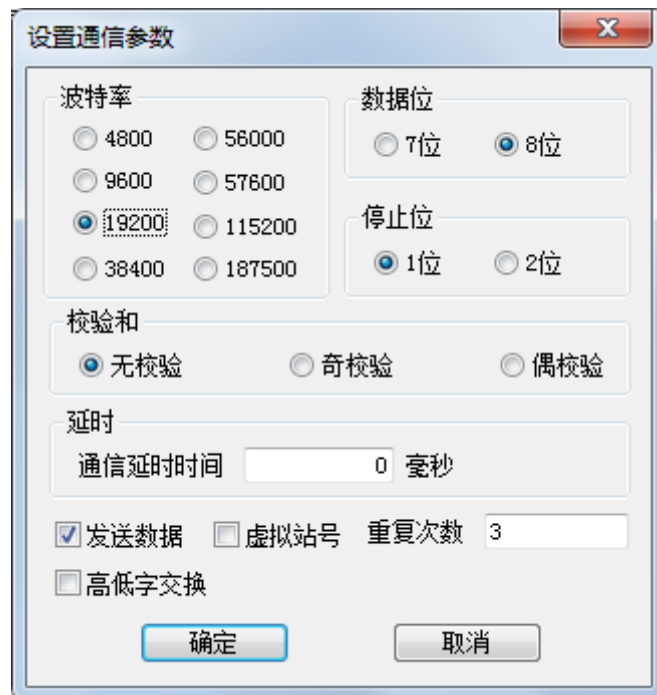 设置通信参数
波特率
4800
56000
9600
57600
19200
115200
38400
187500
数据位
7位
8位
停止位
1位
2位
校验和
无校验
奇校验
偶校验
延时
通信延时时间 0 毫秒
发送数据
虚拟站号
重复次数 3
高低字交换
确定
取消